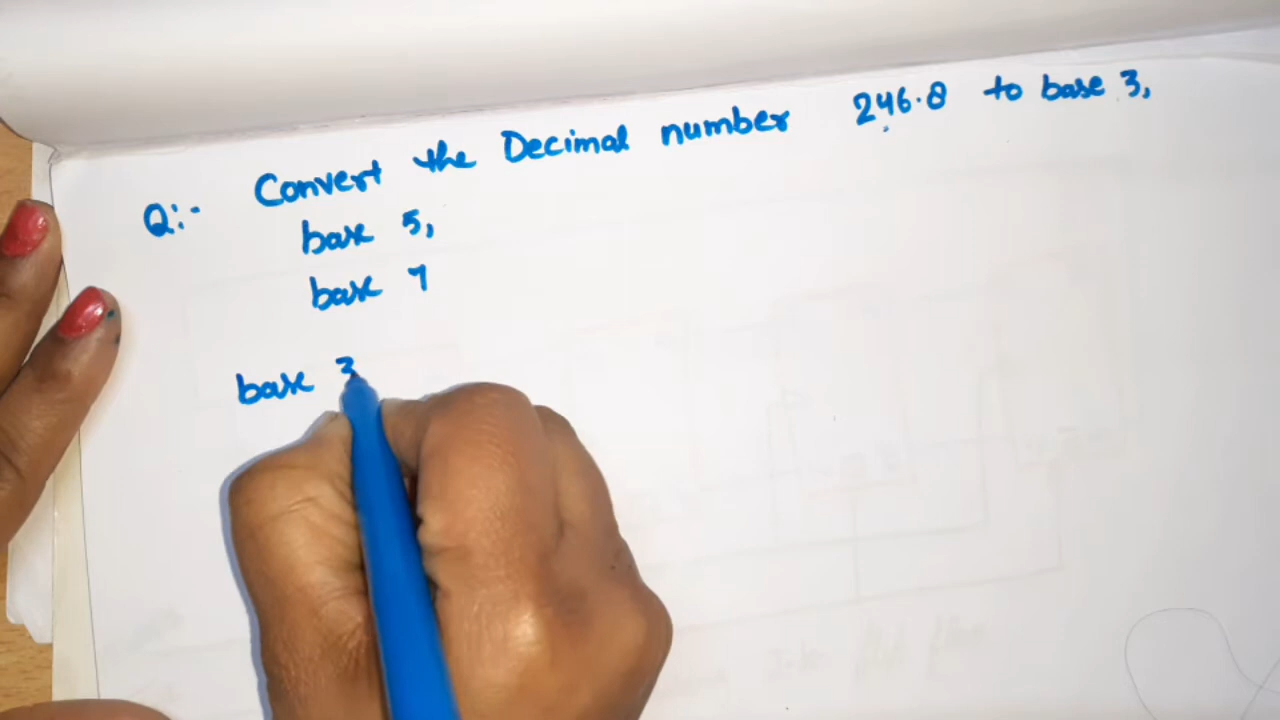 Q:- Convert the Decimal number 246.8 to base 3,
base 5,
base 7
base 3